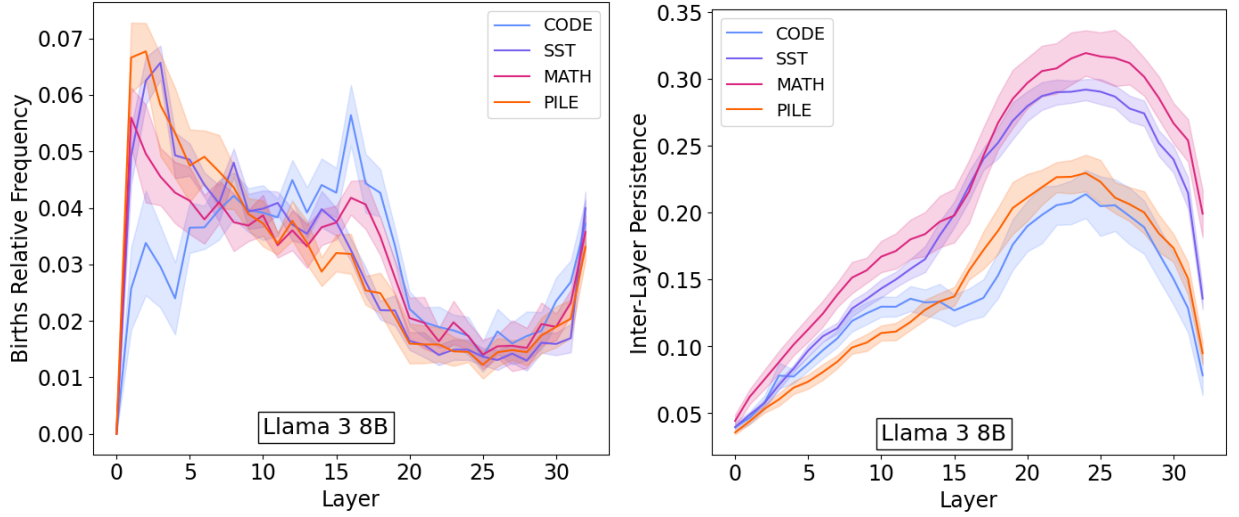 Births Relative Frequency
0.07
0.06
0.05
0.04
0.03
0.02
0.01
0.00
CODE
SST
MATH
PILE
Llama 3 8B
0 5 10 15 20 25 30
Layer
Inter-Layer Persistence
0.35
0.30
0.25
0.20
0.15
0.10
0.05
CODE
SST
MATH
PILE
Llama 3 8B
0 5 10 15 20 25 30
Layer